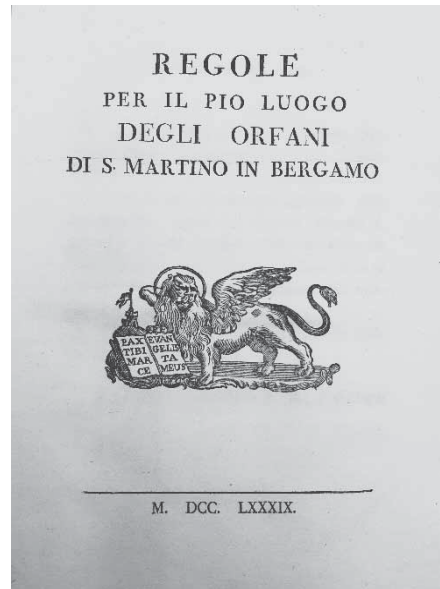 REGOLE
PER IL PIO LUOGO
DEGLI ORFANI
DI S. MARTINO IN BERGAMO
PAX
TIBI
MAR
CE
EVAN
GELIS
TA
MEUS
M. DCC. LXXXIX.